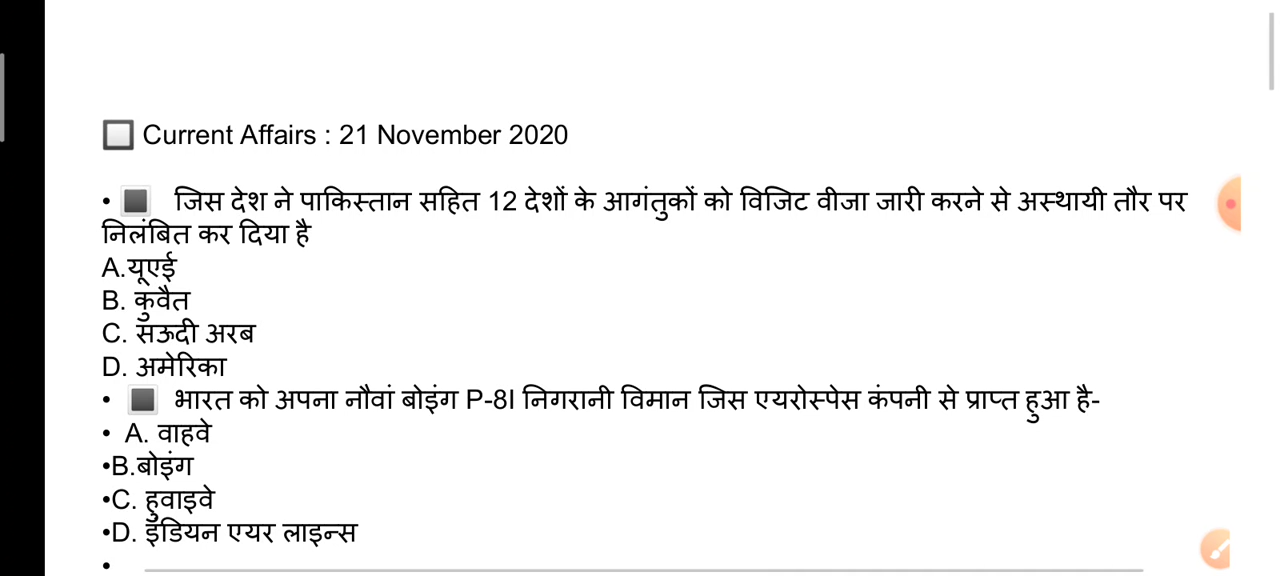 Current Affairs : 21 November 2020
• जिस देश ने पाकिस्तान सहित 12 देशों के आगंतुकों को विजिट वीजा जारी करने से अस्थायी तौर पर
निलंबित कर दिया है
A.यूएई
B. कुवैत
C. सऊदी अरब
D. अमेरिका
• भारत को अपना नौवां बोइंग P-8I निगरानी विमान जिस एयरोस्पेस कंपनी से प्राप्त हुआ है-
• A. वाहवे
•B.बोइंग
•C. हुवाइवे
•D. इंडियन एयर लाइन्स
•